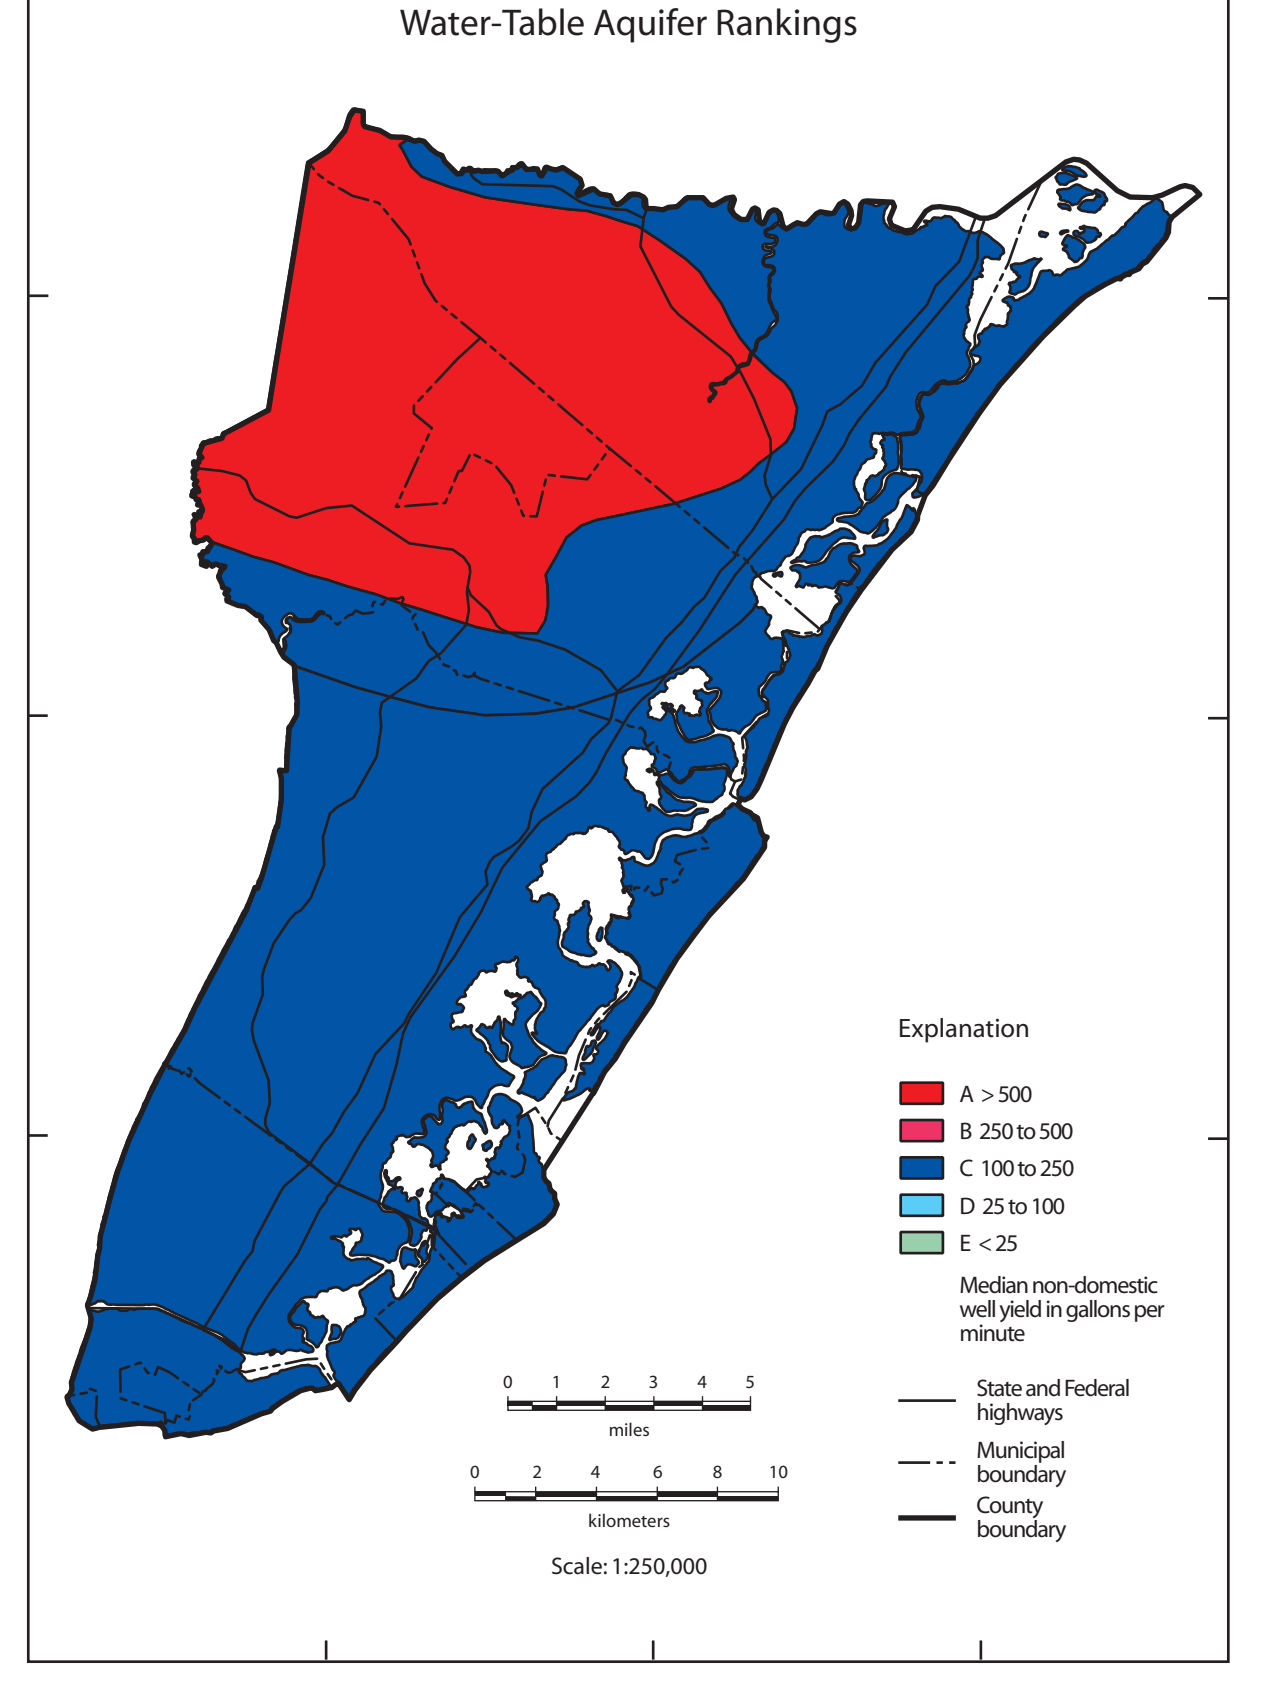 Water-Table Aquifer Rankings
Explanation
A > 500
B 250 to 500
C 100 to 250
D 25 to 100
E < 25
Median non-domestic
well yield in gallons per
minute
0 1 2 3 4 5
miles
State and Federal
highways
Municipal
boundary
0 2 4 6 8 10
kilometers
County
boundary
Scale: 1:250,000